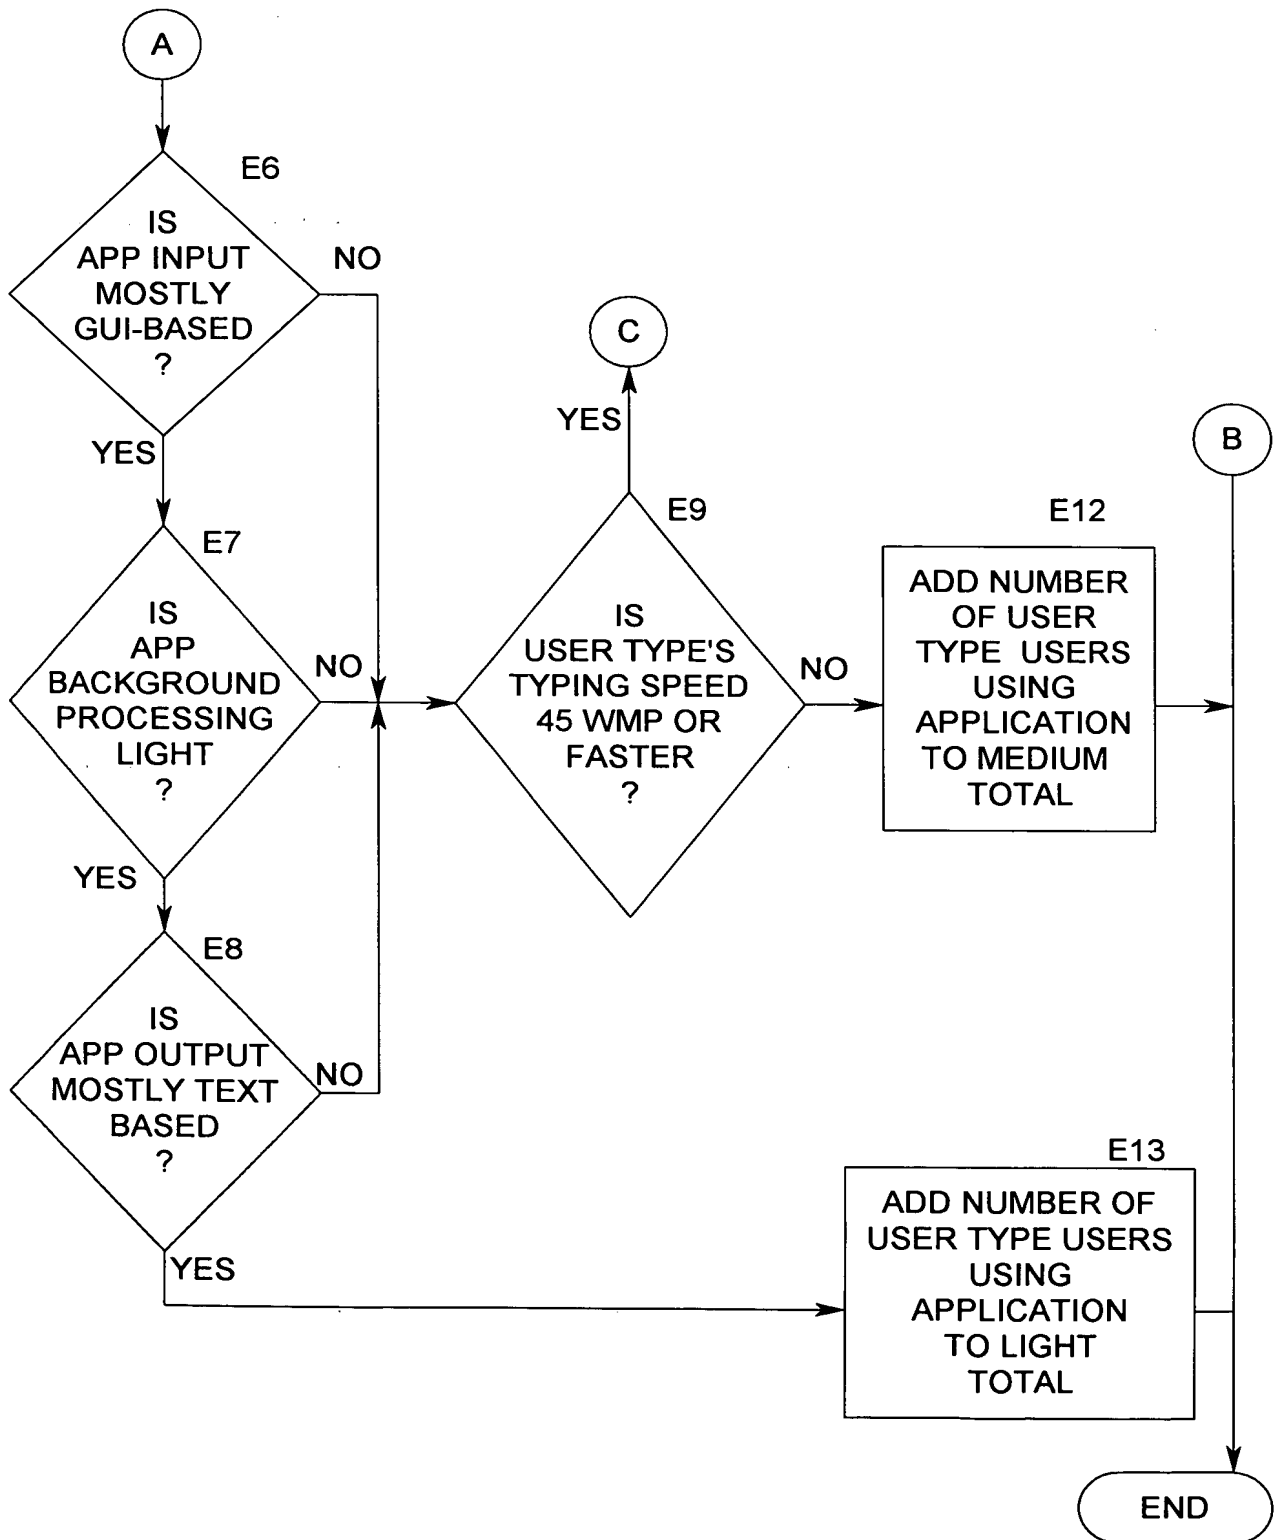 A
E6
IS
APP INPUT
MOSTLY
GUI-BASED
?
NO
YES
C
YES
B
E7
IS
APP
BACKGROUND
PROCESSING
LIGHT
?
NO
YES
E9
IS
USER TYPE'S
TYPING SPEED
45 WMP OR
FASTER
?
NO
E12
ADD NUMBER
OF USER
TYPE USERS
USING
APPLICATION
TO MEDIUM
TOTAL
E8
IS
APP OUTPUT
MOSTLY TEXT
BASED
?
NO
YES
E13
ADD NUMBER OF
USER TYPE USERS
USING
APPLICATION
TO LIGHT
TOTAL
END